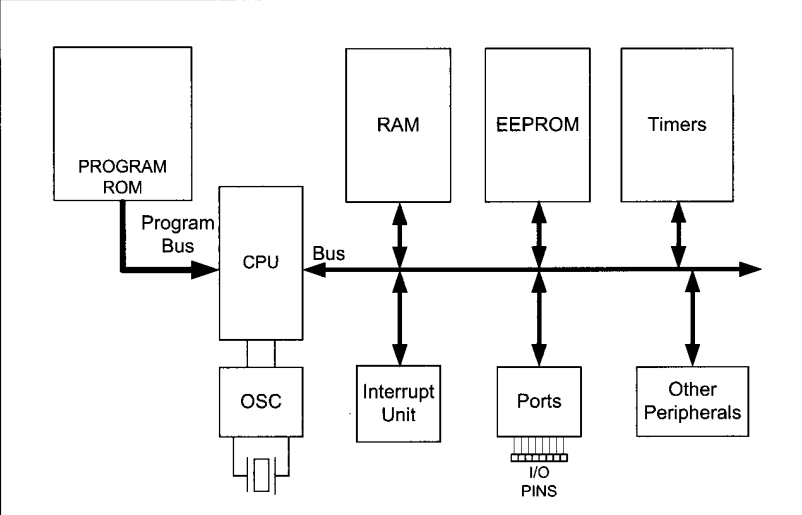 PROGRAM
ROM
RAM
EEPROM
Timers
Program
Bus
CPU
Bus
OSC
Interrupt
Unit
Ports
Other
Peripherals
I/O
PINS